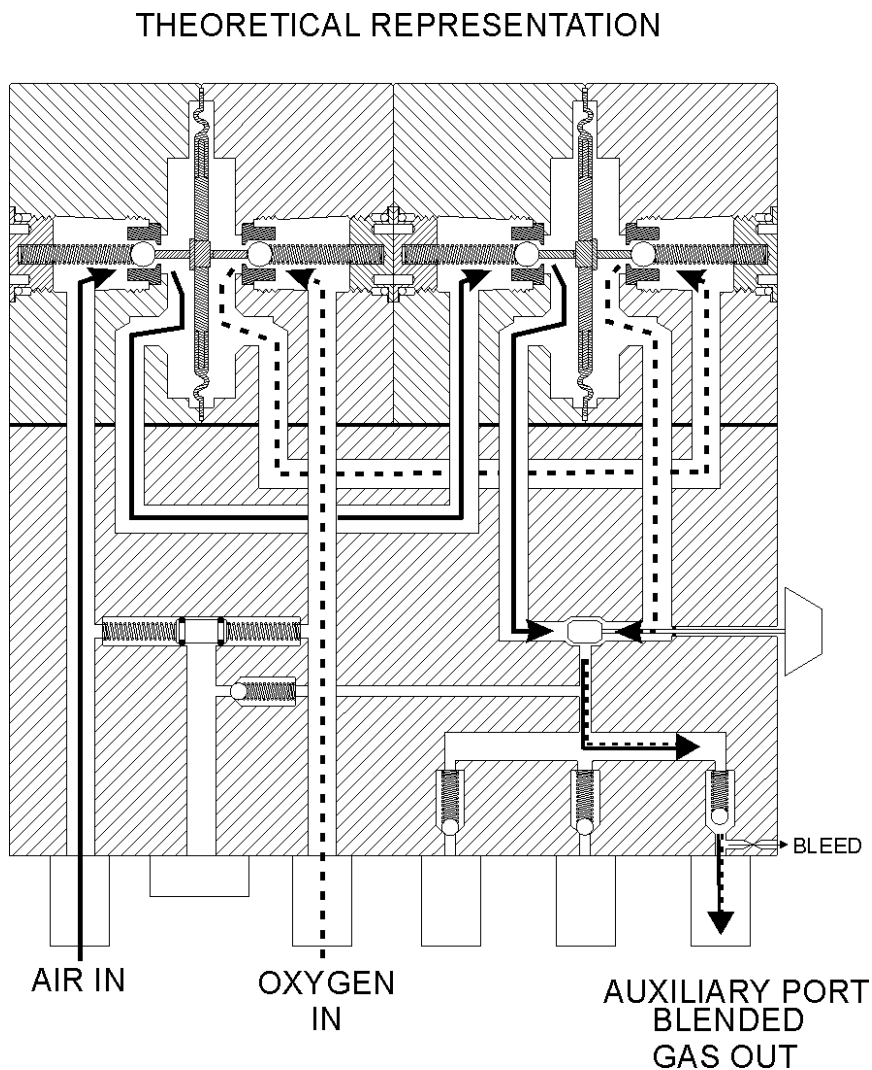 THEORETICAL REPRESENTATION
BLEED
AIR IN
OXYGEN
IN
AUXILIARY PORT
BLENDED
GAS OUT